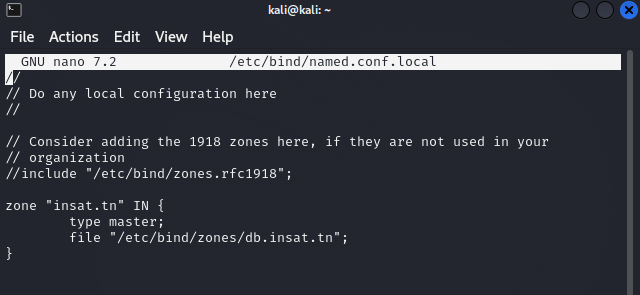 kali@kali: ~
File Actions Edit View Help
GNU nano 7.2 /etc/bind/named.conf.local
//
// Do any local configuration here
//
// Consider adding the 1918 zones here, if they are not used in your
// organization
//include "/etc/bind/zones.rfc1918";
zone "insat.tn" IN {
type master;
file "/etc/bind/zones/db.insat.tn";
}